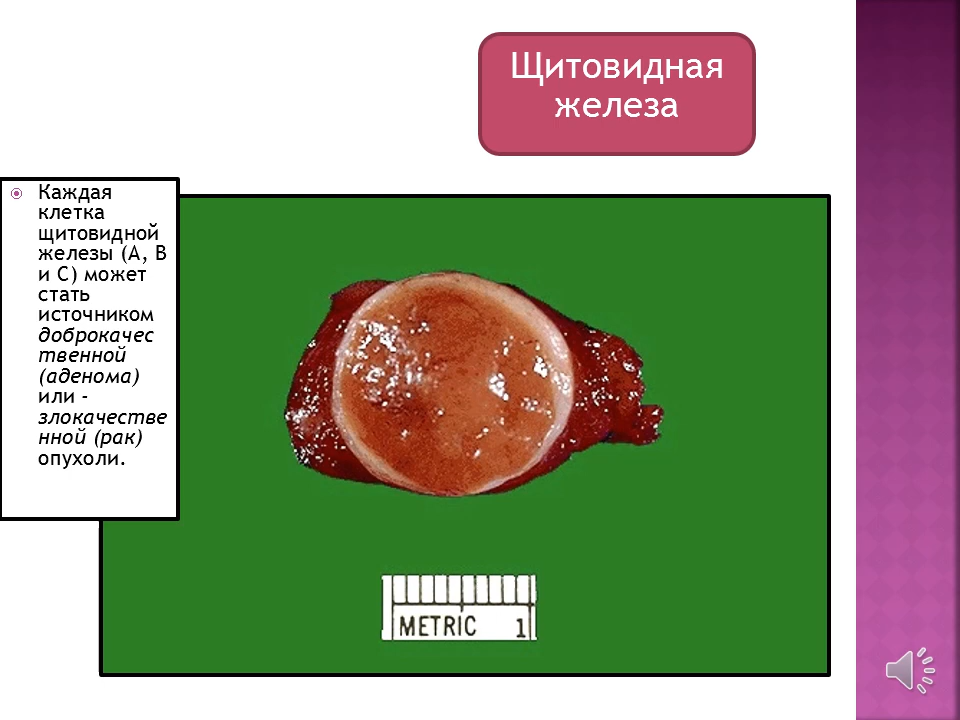 Щитовидная
железа
Каждая
клетка
щитовидной
железы (А, В
и С) может
стать
источником
доброкачес
твенной
(аденома)
или -
злокачестве
нной (рак)
опухоли.
METRIC 1